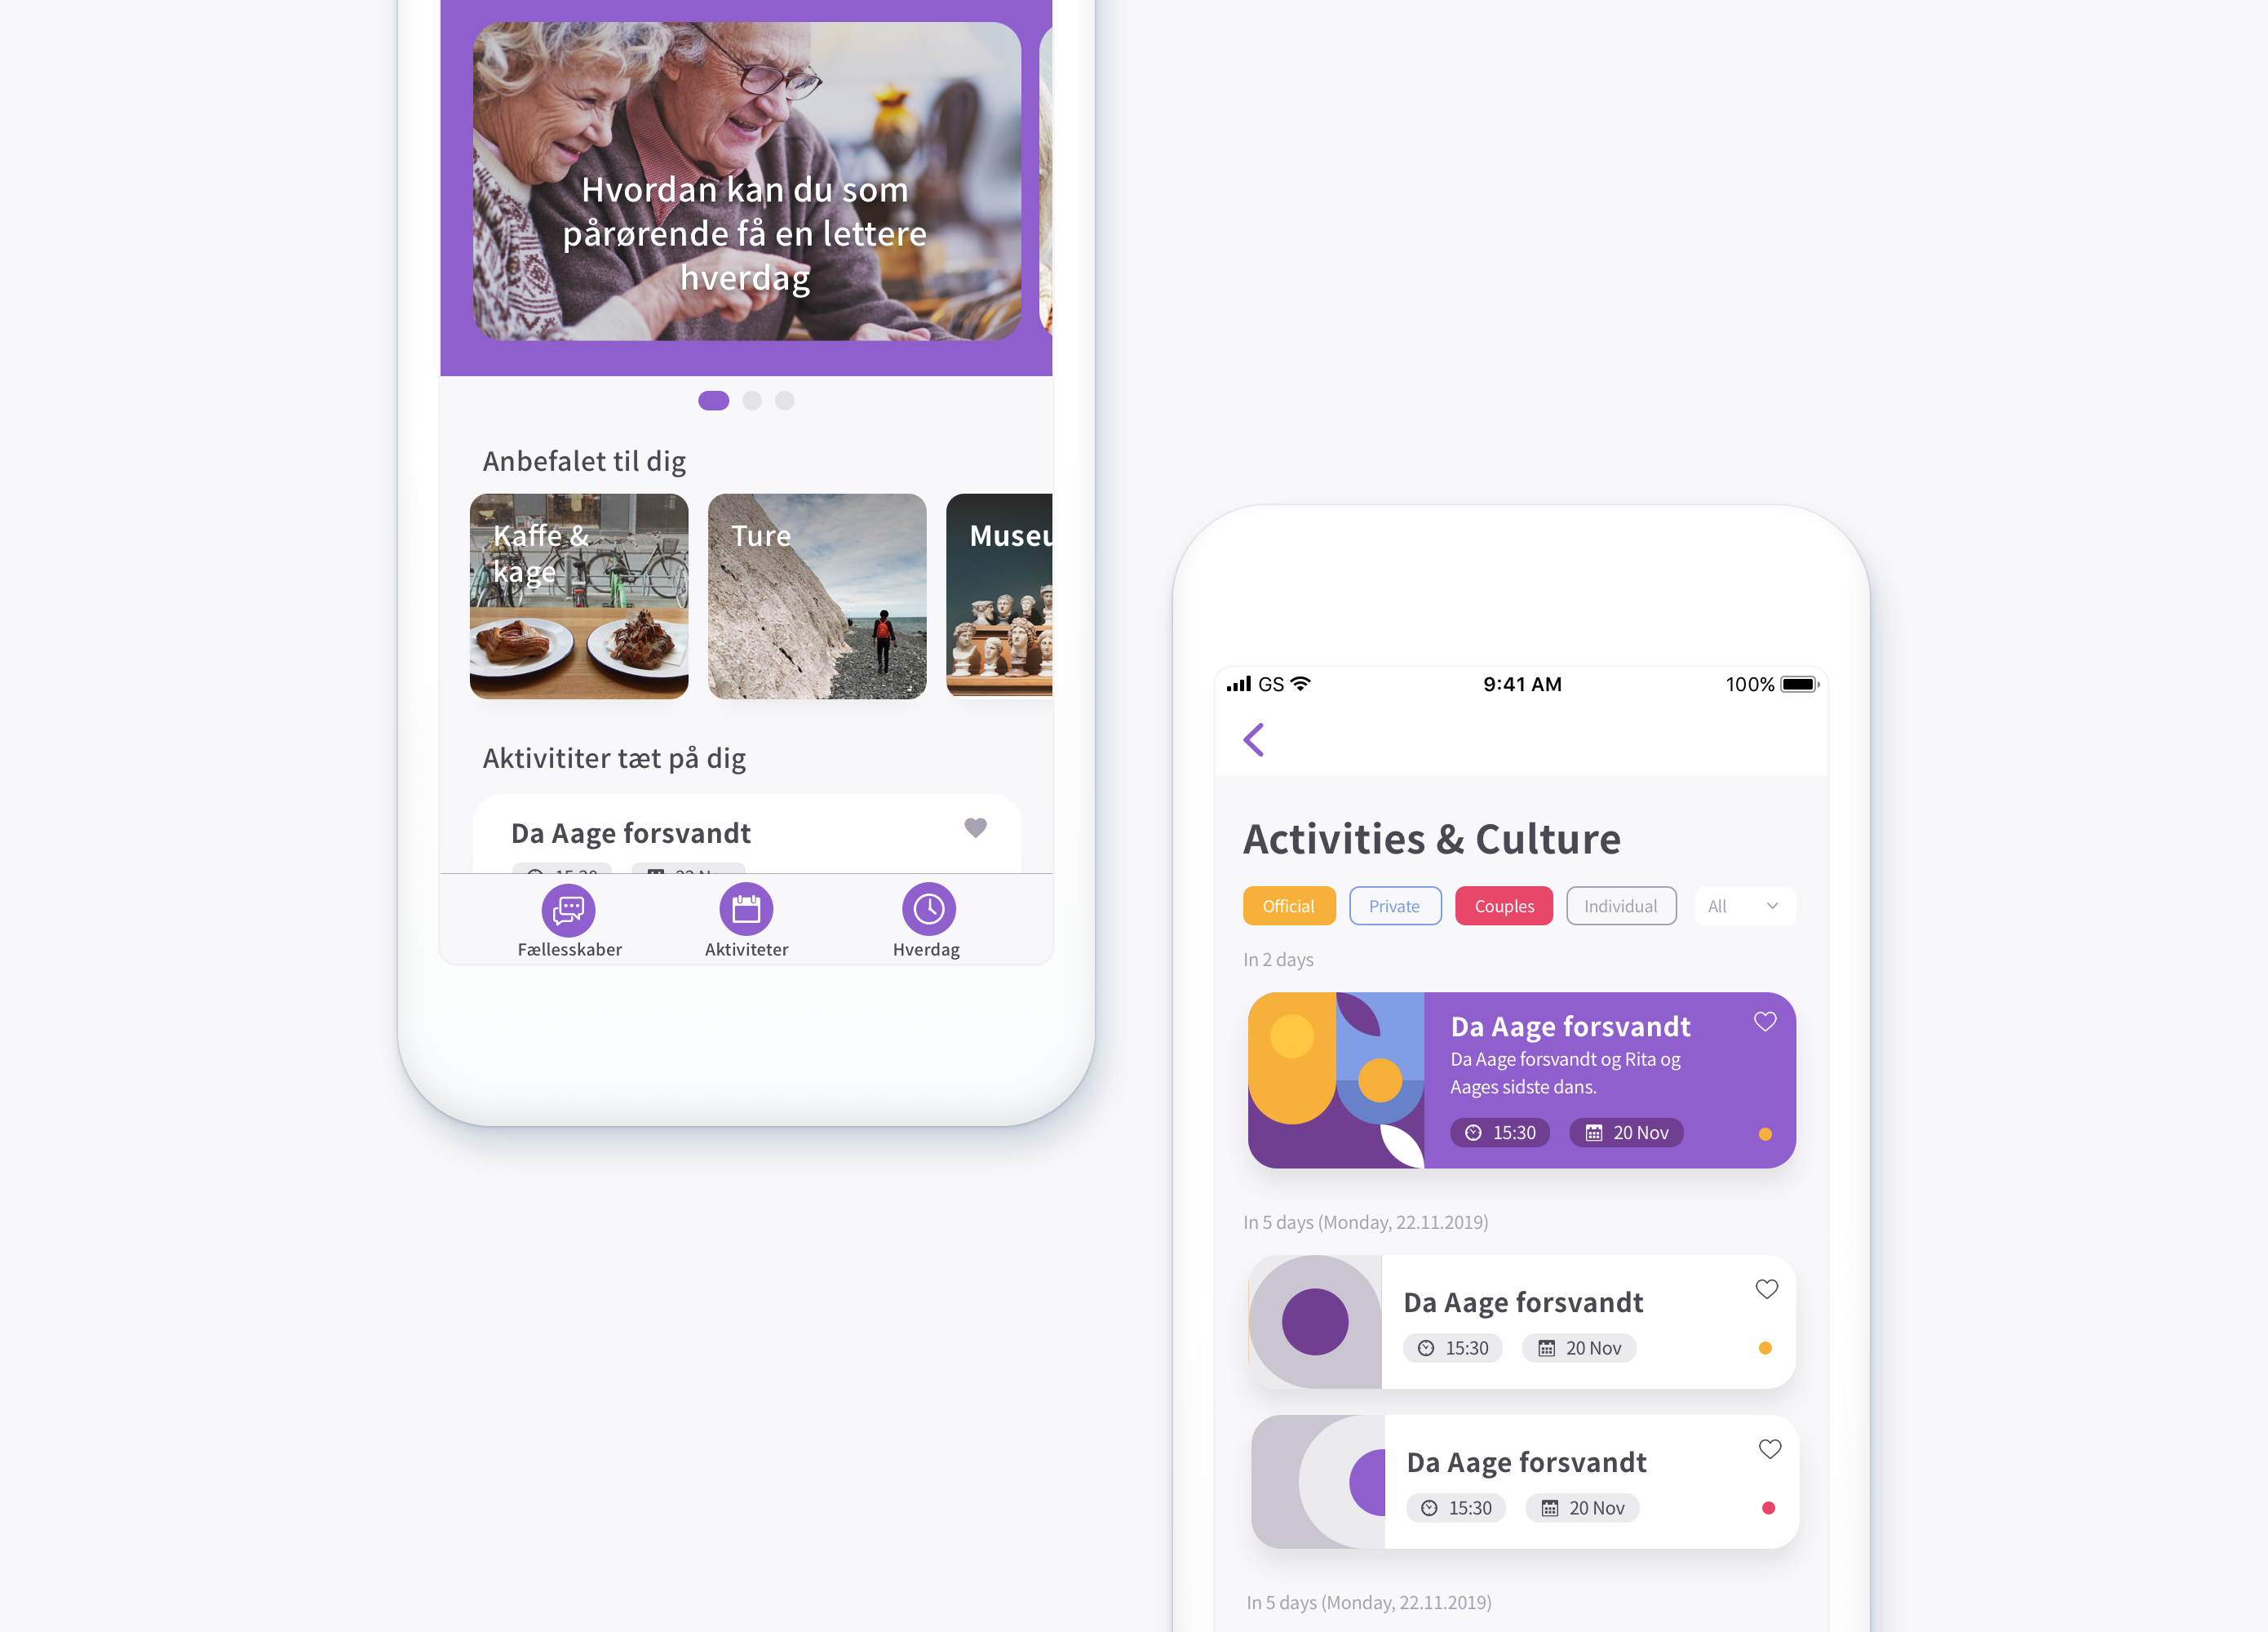 Hvordan kan du som
pårørende få en lettere
hverdag
Anbefalet til dig
Kaffe &
kage
Ture
Aktivititer tæt på dig
Da Aage forsvandt
Fællesskaber
Aktiviteter
Hverdag
GS
9:41 AM
100%
Activities & Culture
Official
Private
Couples
Individual
All
In 2 days
Da Aage forsvandt
Da Aage forsvandt og Rita og
Aages sidste dans.
15:30
20 Nov
In 5 days (Monday, 22.11.2019)
Da Aage forsvandt
15:30
20 Nov
Da Aage forsvandt
15:30
20 Nov
In 5 days (Monday, 22.11.2019)